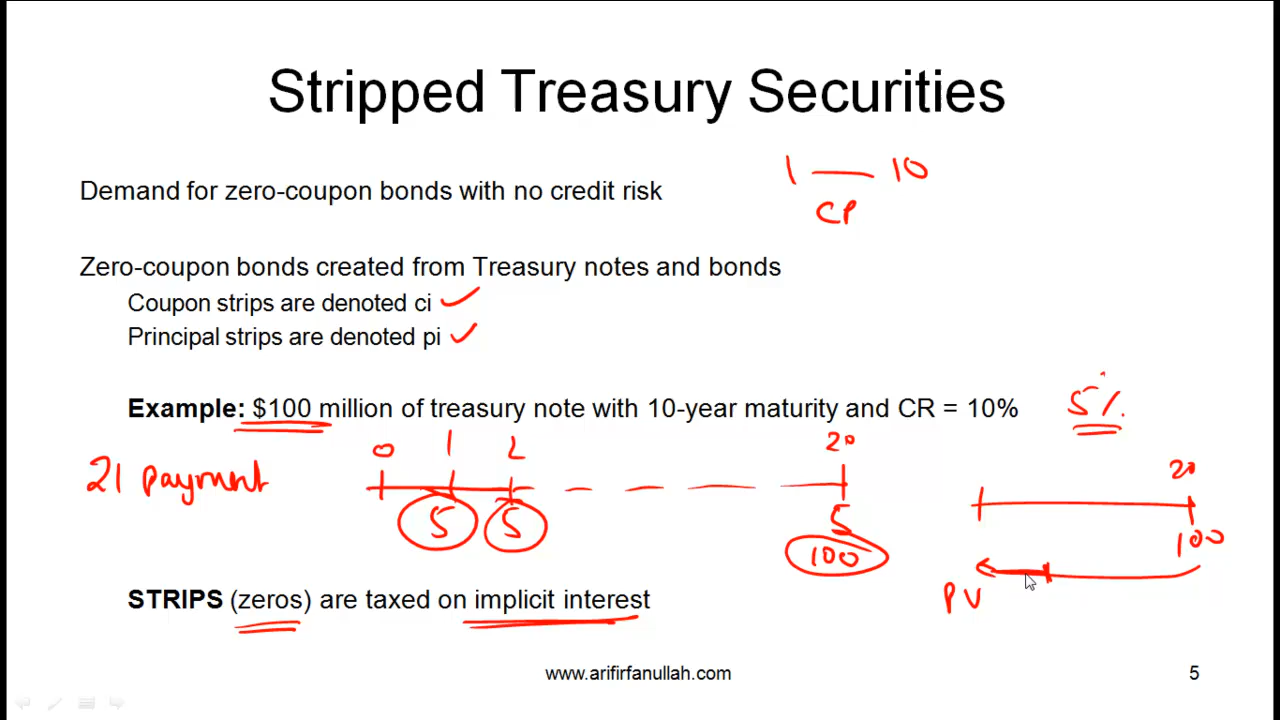 Stripped Treasury Securities
1 — 10
Demand for zero-coupon bonds with no credit risk
CP
Zero-coupon bonds created from Treasury notes and bonds
Coupon strips are denoted ci
Principal strips are denoted pi
Example: $100 million of treasury note with 10-year maturity and CR = 10%
5%
0 1 2 20
21 payment
5 5 5
100
20
100
PV
STRIPS (zeros) are taxed on implicit interest
www.arifirfanullah.com
5